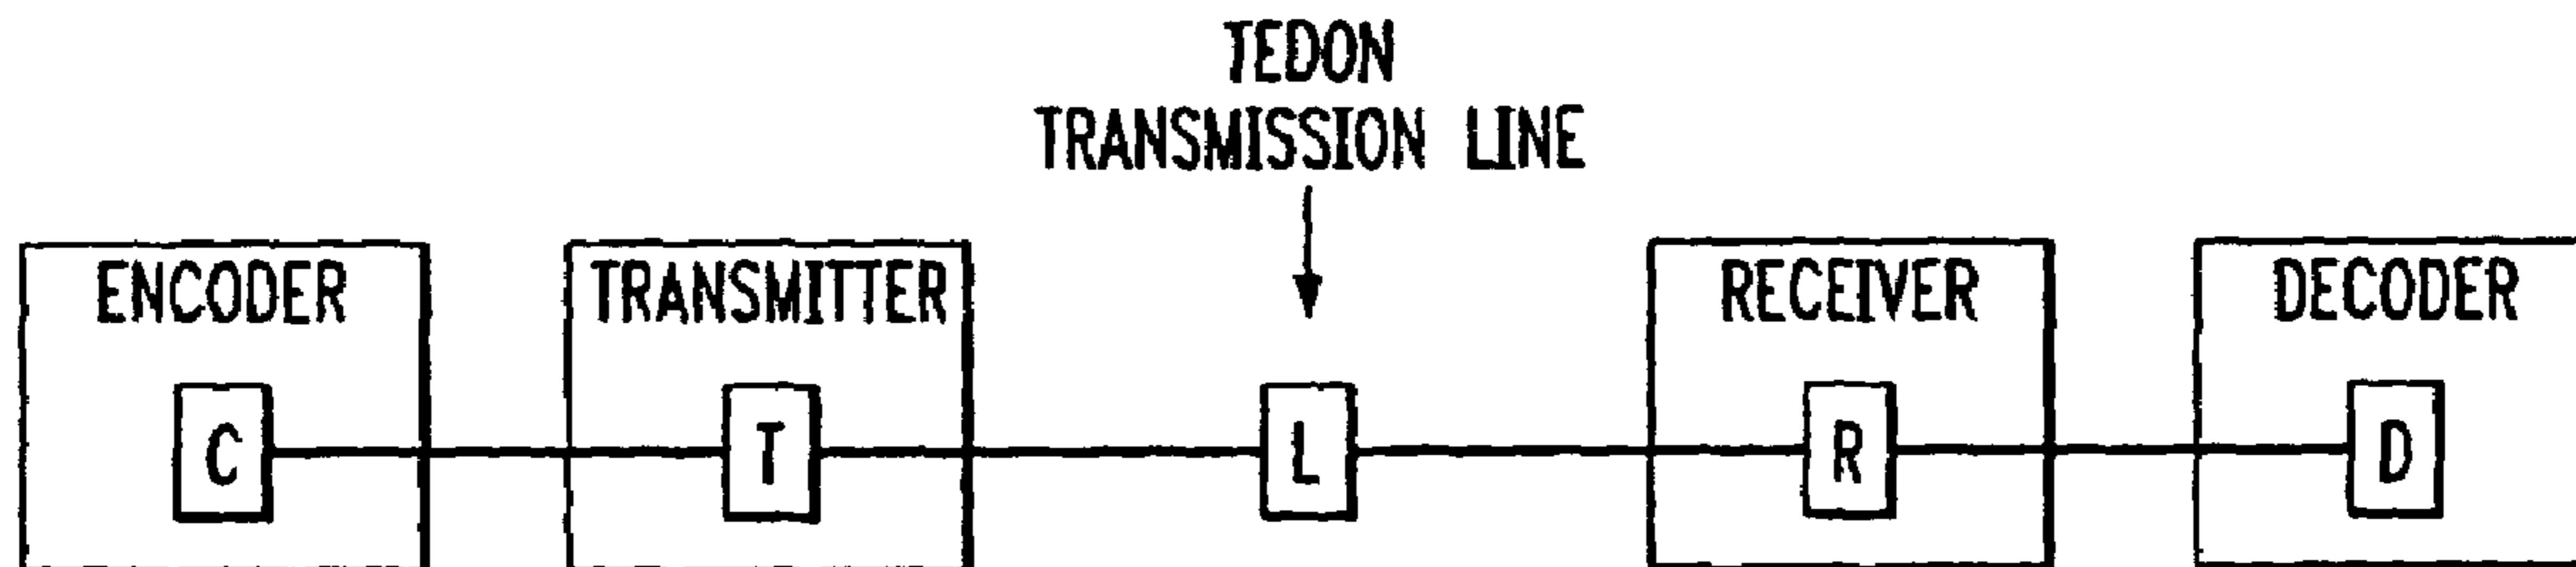 TEDON
TRANSMISSION LINE
ENCODER
TRANSMITTER
RECEIVER
DECODER
C
T
L
R
D